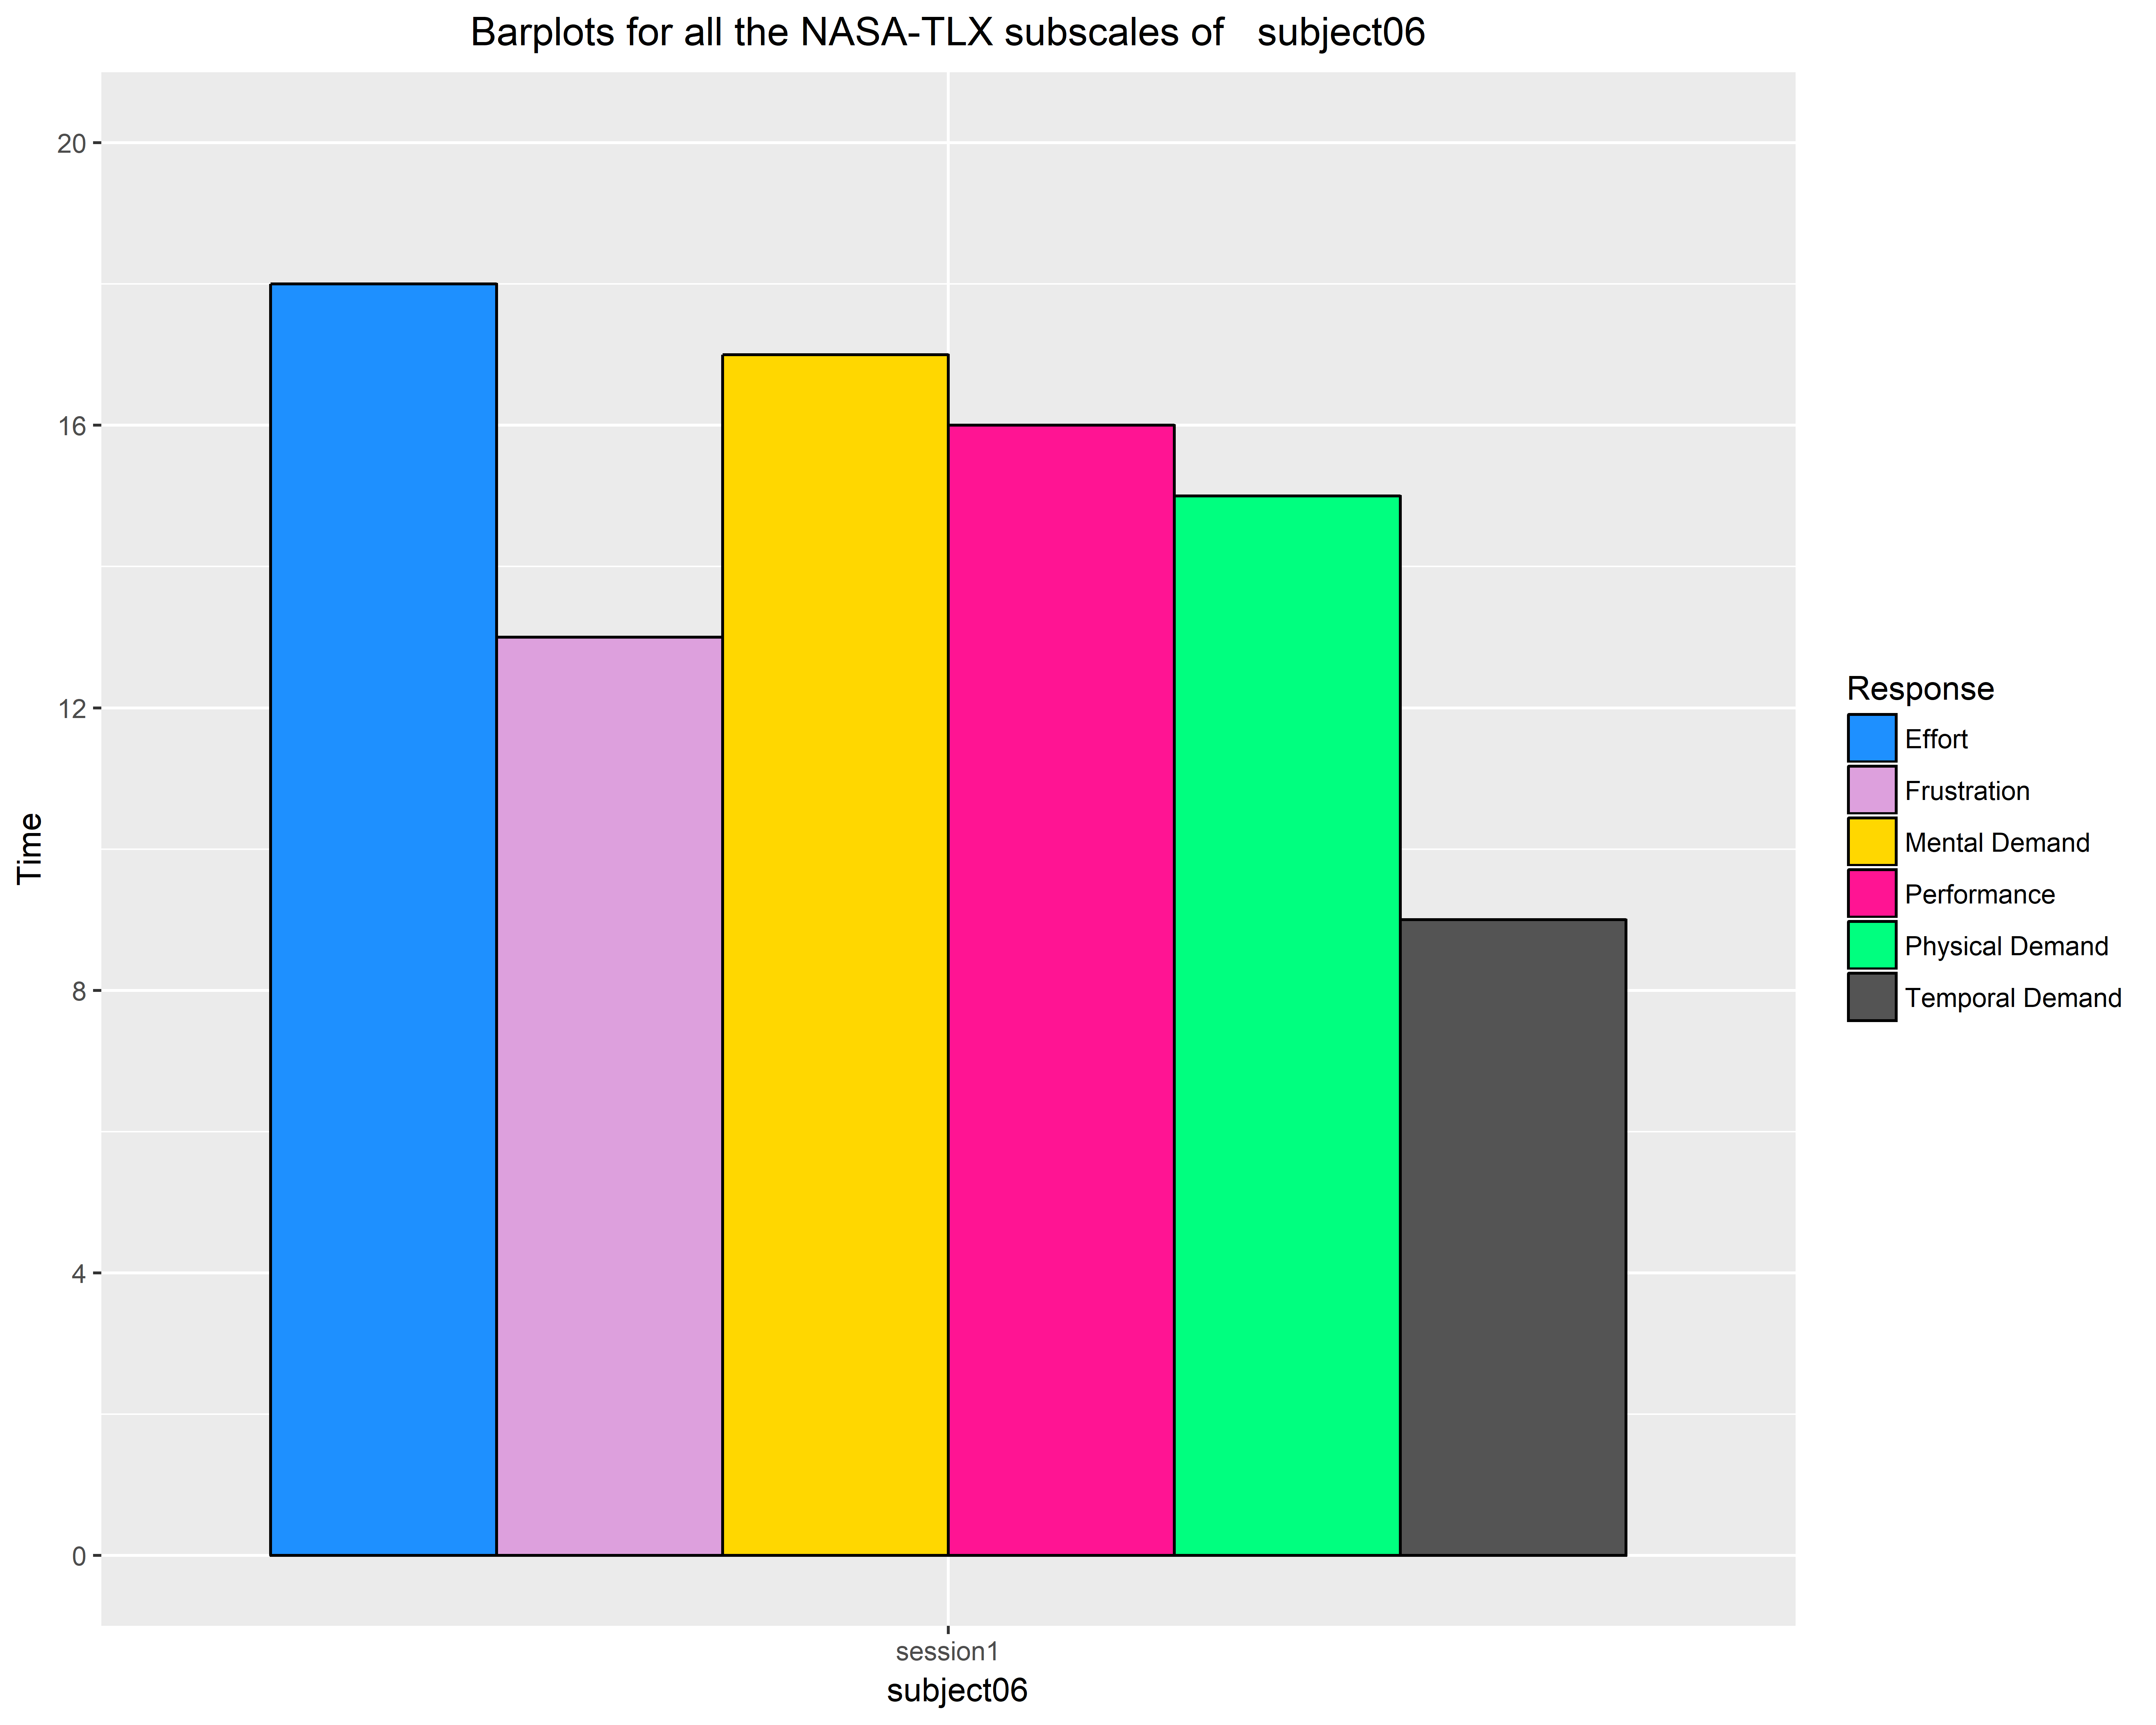 Barplots for all the NASA-TLX subscales of   subject06
20
16
12
8
4
0
Time
session1
subject06
Response
Effort
Frustration
Mental Demand
Performance
Physical Demand
Temporal Demand